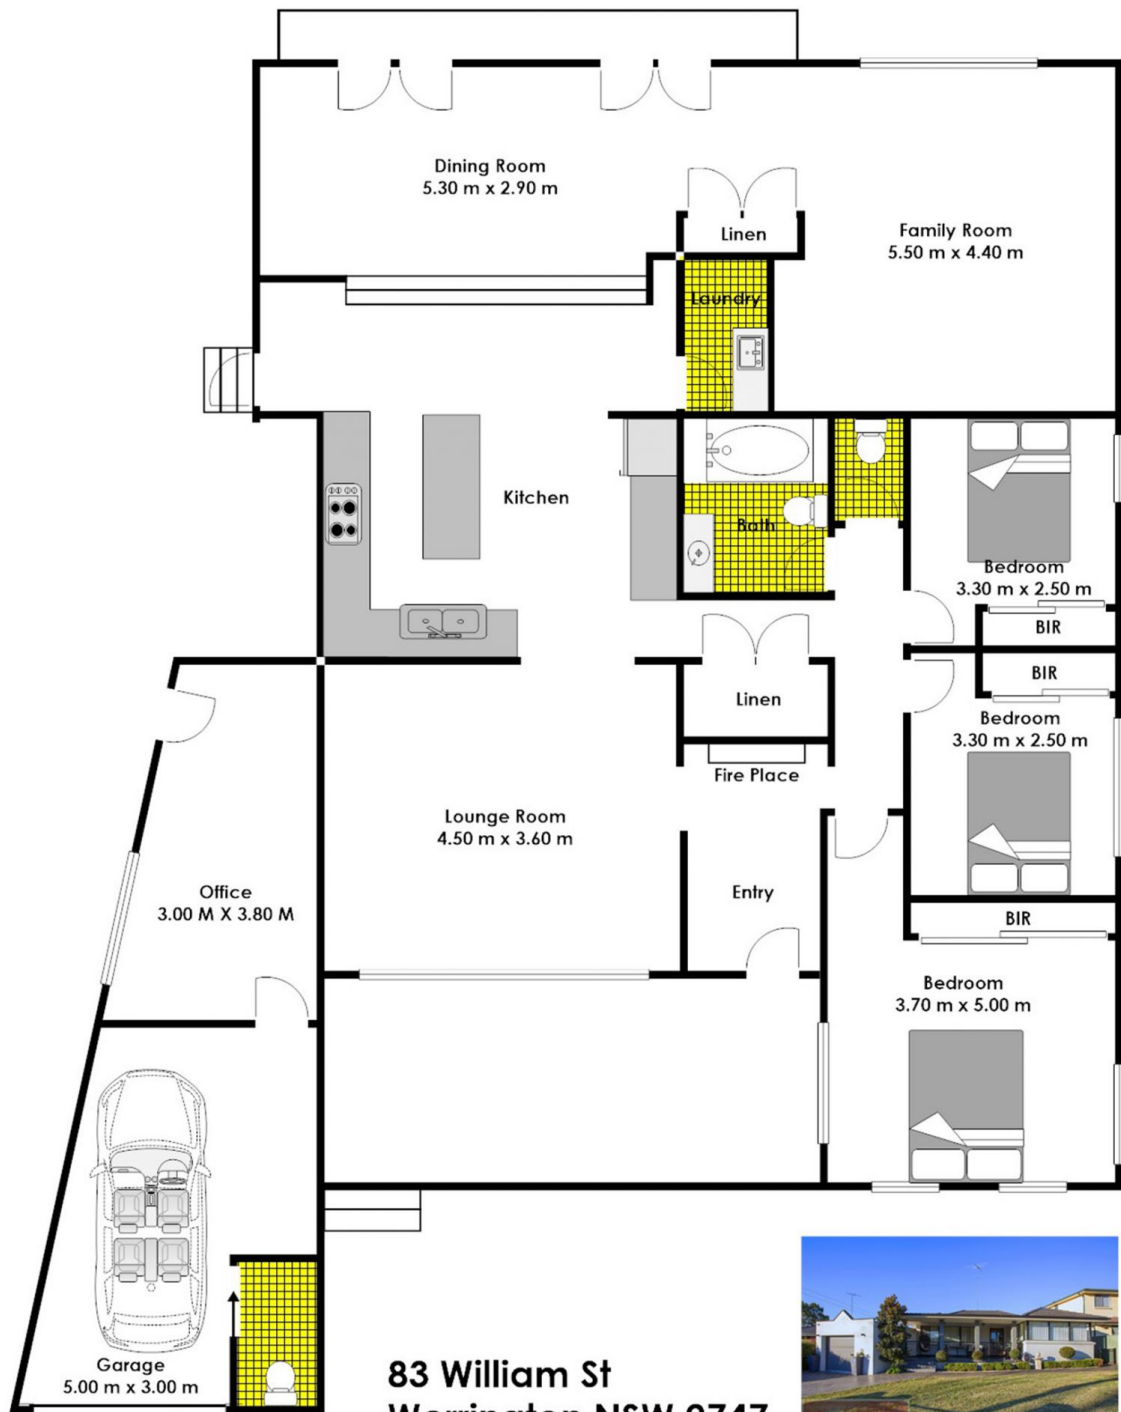 Dining Room
5.30 m x 2.90 m
Linen
Family Room
5.50 m x 4.40 m
Laundry
Kitchen
Bath
Bedroom
3.30 m x 2.50 m
BIR
BIR
Linen
Bedroom
3.30 m x 2.50 m
Fire Place
Lounge Room
4.50 m x 3.60 m
Office
3.00 M X 3.80 M
Entry
BIR
Bedroom
3.70 m x 5.00 m
Garage
5.00 m x 3.00 m
83 William St
Werrington NSW 2747